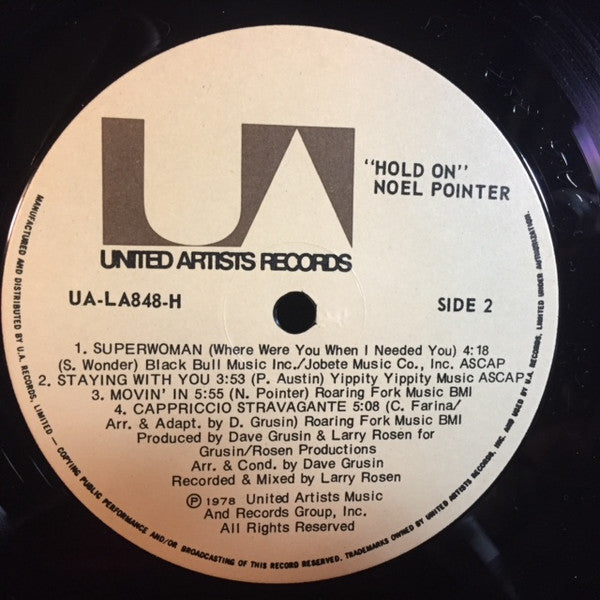 UA
"HOLD ON"
NOEL POINTER
UNITED ARTISTS RECORDS
UA-LA848-H
SIDE 2
1. SUPERWOMAN (Where Were You When I Needed You) 4:18
(S. Wonder) Black Bull Music Inc./Jobete Music Co., Inc. ASCAP
2. STAYING WITH YOU 3:53 (P. Austin) Yippity Yippity Music ASCAP
3. MOVIN' IN 5:55 (N. Pointer) Roaring Fork Music BMI
4. CAPPRICCIO STRAVAGANTE 5:08 (C. Farina/
Arr. & Adapt. by D. Grusin) Roaring Fork Music BMI
Produced by Dave Grusin & Larry Rosen for
Grusin/Rosen Productions
Arr. & Cond. by Dave Grusin
Recorded & Mixed by Larry Rosen
Ⓟ 1978 United Artists Music
And Records Group, Inc.
All Rights Reserved
MANUFACTURED AND DISTRIBUTED BY U.A. RECORDS, LIMITED — COPYING PUBLIC PERFORMANCE AND/OR BROADCASTING OF THIS RECORD RESERVED. TRADEMARKS OWNED BY UNITED ARTISTS RECORDS, INC. AND USED BY U.A. RECORDS, LIMITED UNDER AUTHORIZATION.